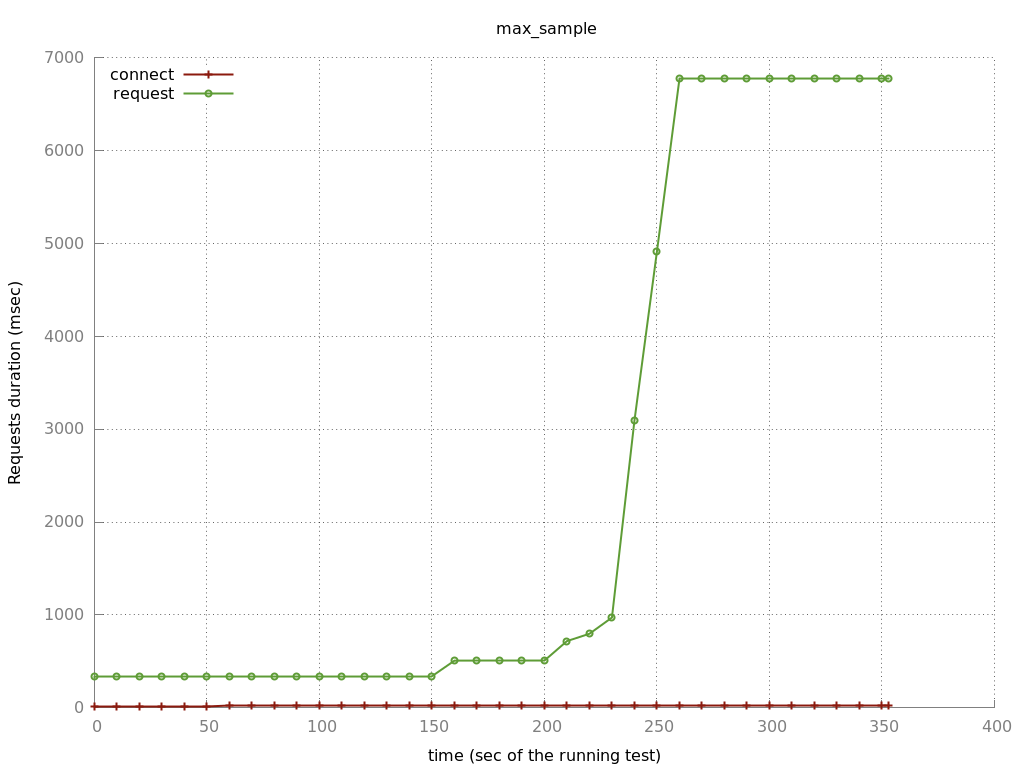 max_sample
7000
6000
5000
4000
3000
2000
1000
0
connect
request
Requests duration (msec)
0 50 100 150 200 250 300 350 400
time (sec of the running test)